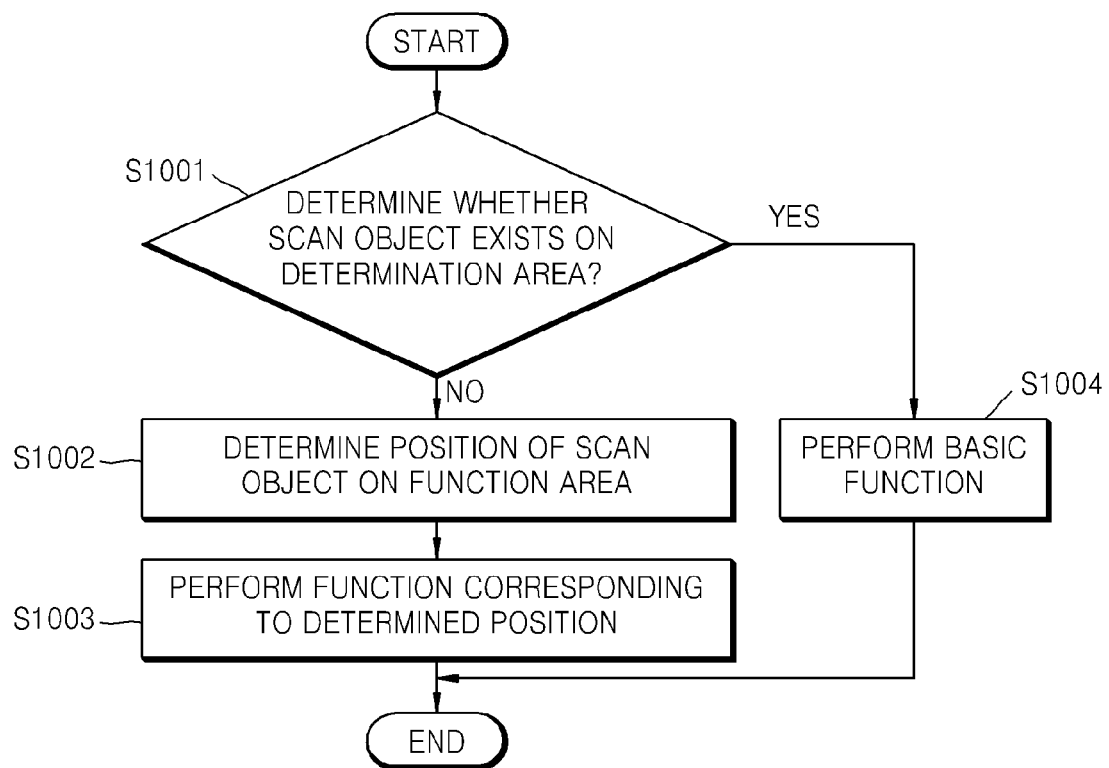 START
S1001
DETERMINE WHETHER
SCAN OBJECT EXISTS ON
DETERMINATION AREA?
YES
NO
S1004
S1002
DETERMINE POSITION OF SCAN
OBJECT ON FUNCTION AREA
PERFORM BASIC
FUNCTION
S1003
PERFORM FUNCTION CORRESPONDING
TO DETERMINED POSITION
END